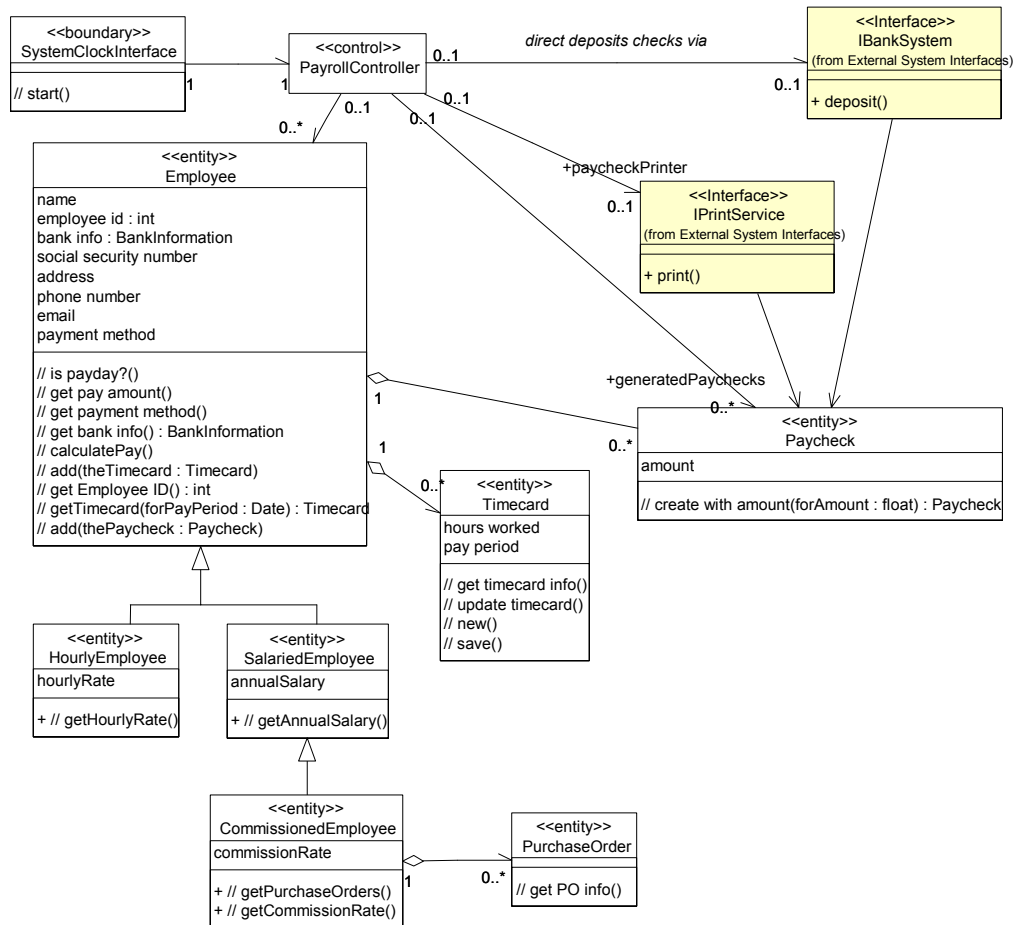 <<boundary>>
SystemClockInterface
// start()
1
1
<<control>>
PayrollController
0..1
direct deposits checks via
0..1
<<Interface>>
IBankSystem
(from External System Interfaces)
+ deposit()
0..1
0..*
0..1
0..1
+paycheckPrinter
0..1
<<Interface>>
IPrintService
(from External System Interfaces)
+ print()
<<entity>>
Employee
name
employee id : int
bank info : BankInformation
social security number
address
phone number
email
payment method
// is payday?()
// get pay amount()
// get payment method()
// get bank info() : BankInformation
// calculatePay()
// add(theTimecard : Timecard)
// get Employee ID() : int
// getTimecard(forPayPeriod : Date) : Timecard
// add(thePaycheck : Paycheck)
1
0..*
+generatedPaychecks
0..*
<<entity>>
Paycheck
amount
// create with amount(forAmount : float) : Paycheck
1
0..*
<<entity>>
Timecard
hours worked
pay period
// get timecard info()
// update timecard()
// new()
// save()
<<entity>>
HourlyEmployee
hourlyRate
+ // getHourlyRate()
<<entity>>
SalariedEmployee
annualSalary
+ // getAnnualSalary()
<<entity>>
CommissionedEmployee
commissionRate
+ // getPurchaseOrders()
+ // getCommissionRate()
1
0..*
<<entity>>
PurchaseOrder
// get PO info()